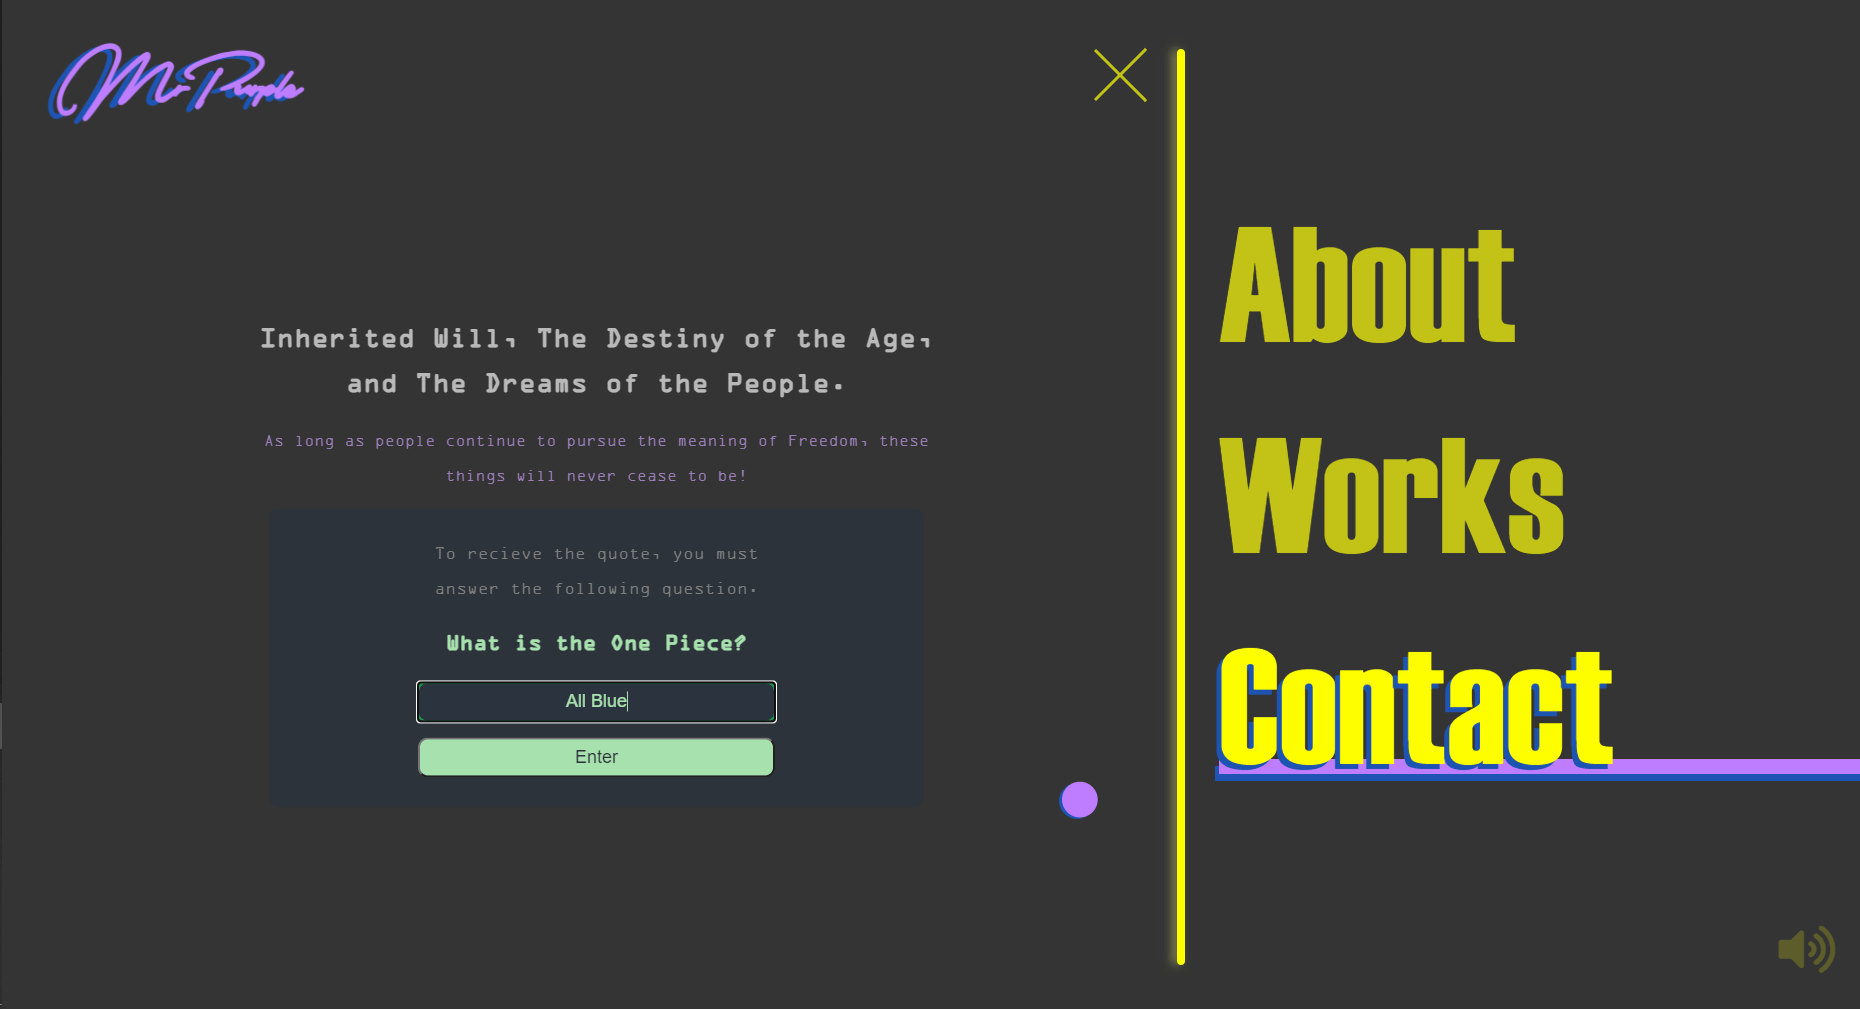 Mr Purple
Inherited Will, The Destiny of the Age,
and The Dreams of the People.
As long as people continue to pursue the meaning of Freedom, these
things will never cease to be!
To recieve the quote, you must
answer the following question.
What is the One Piece?
All Blue
Enter
About
Works
Contact